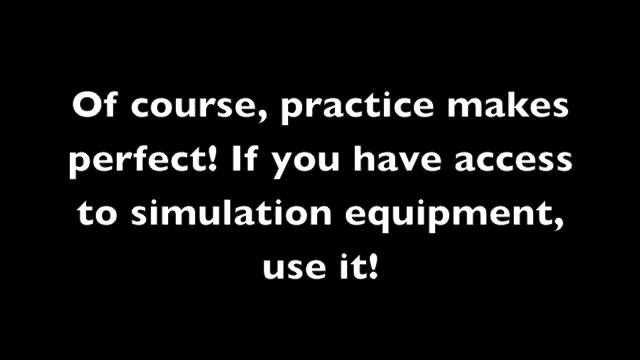 Of course, practice makes
perfect! If you have access
to simulation equipment,
use it!